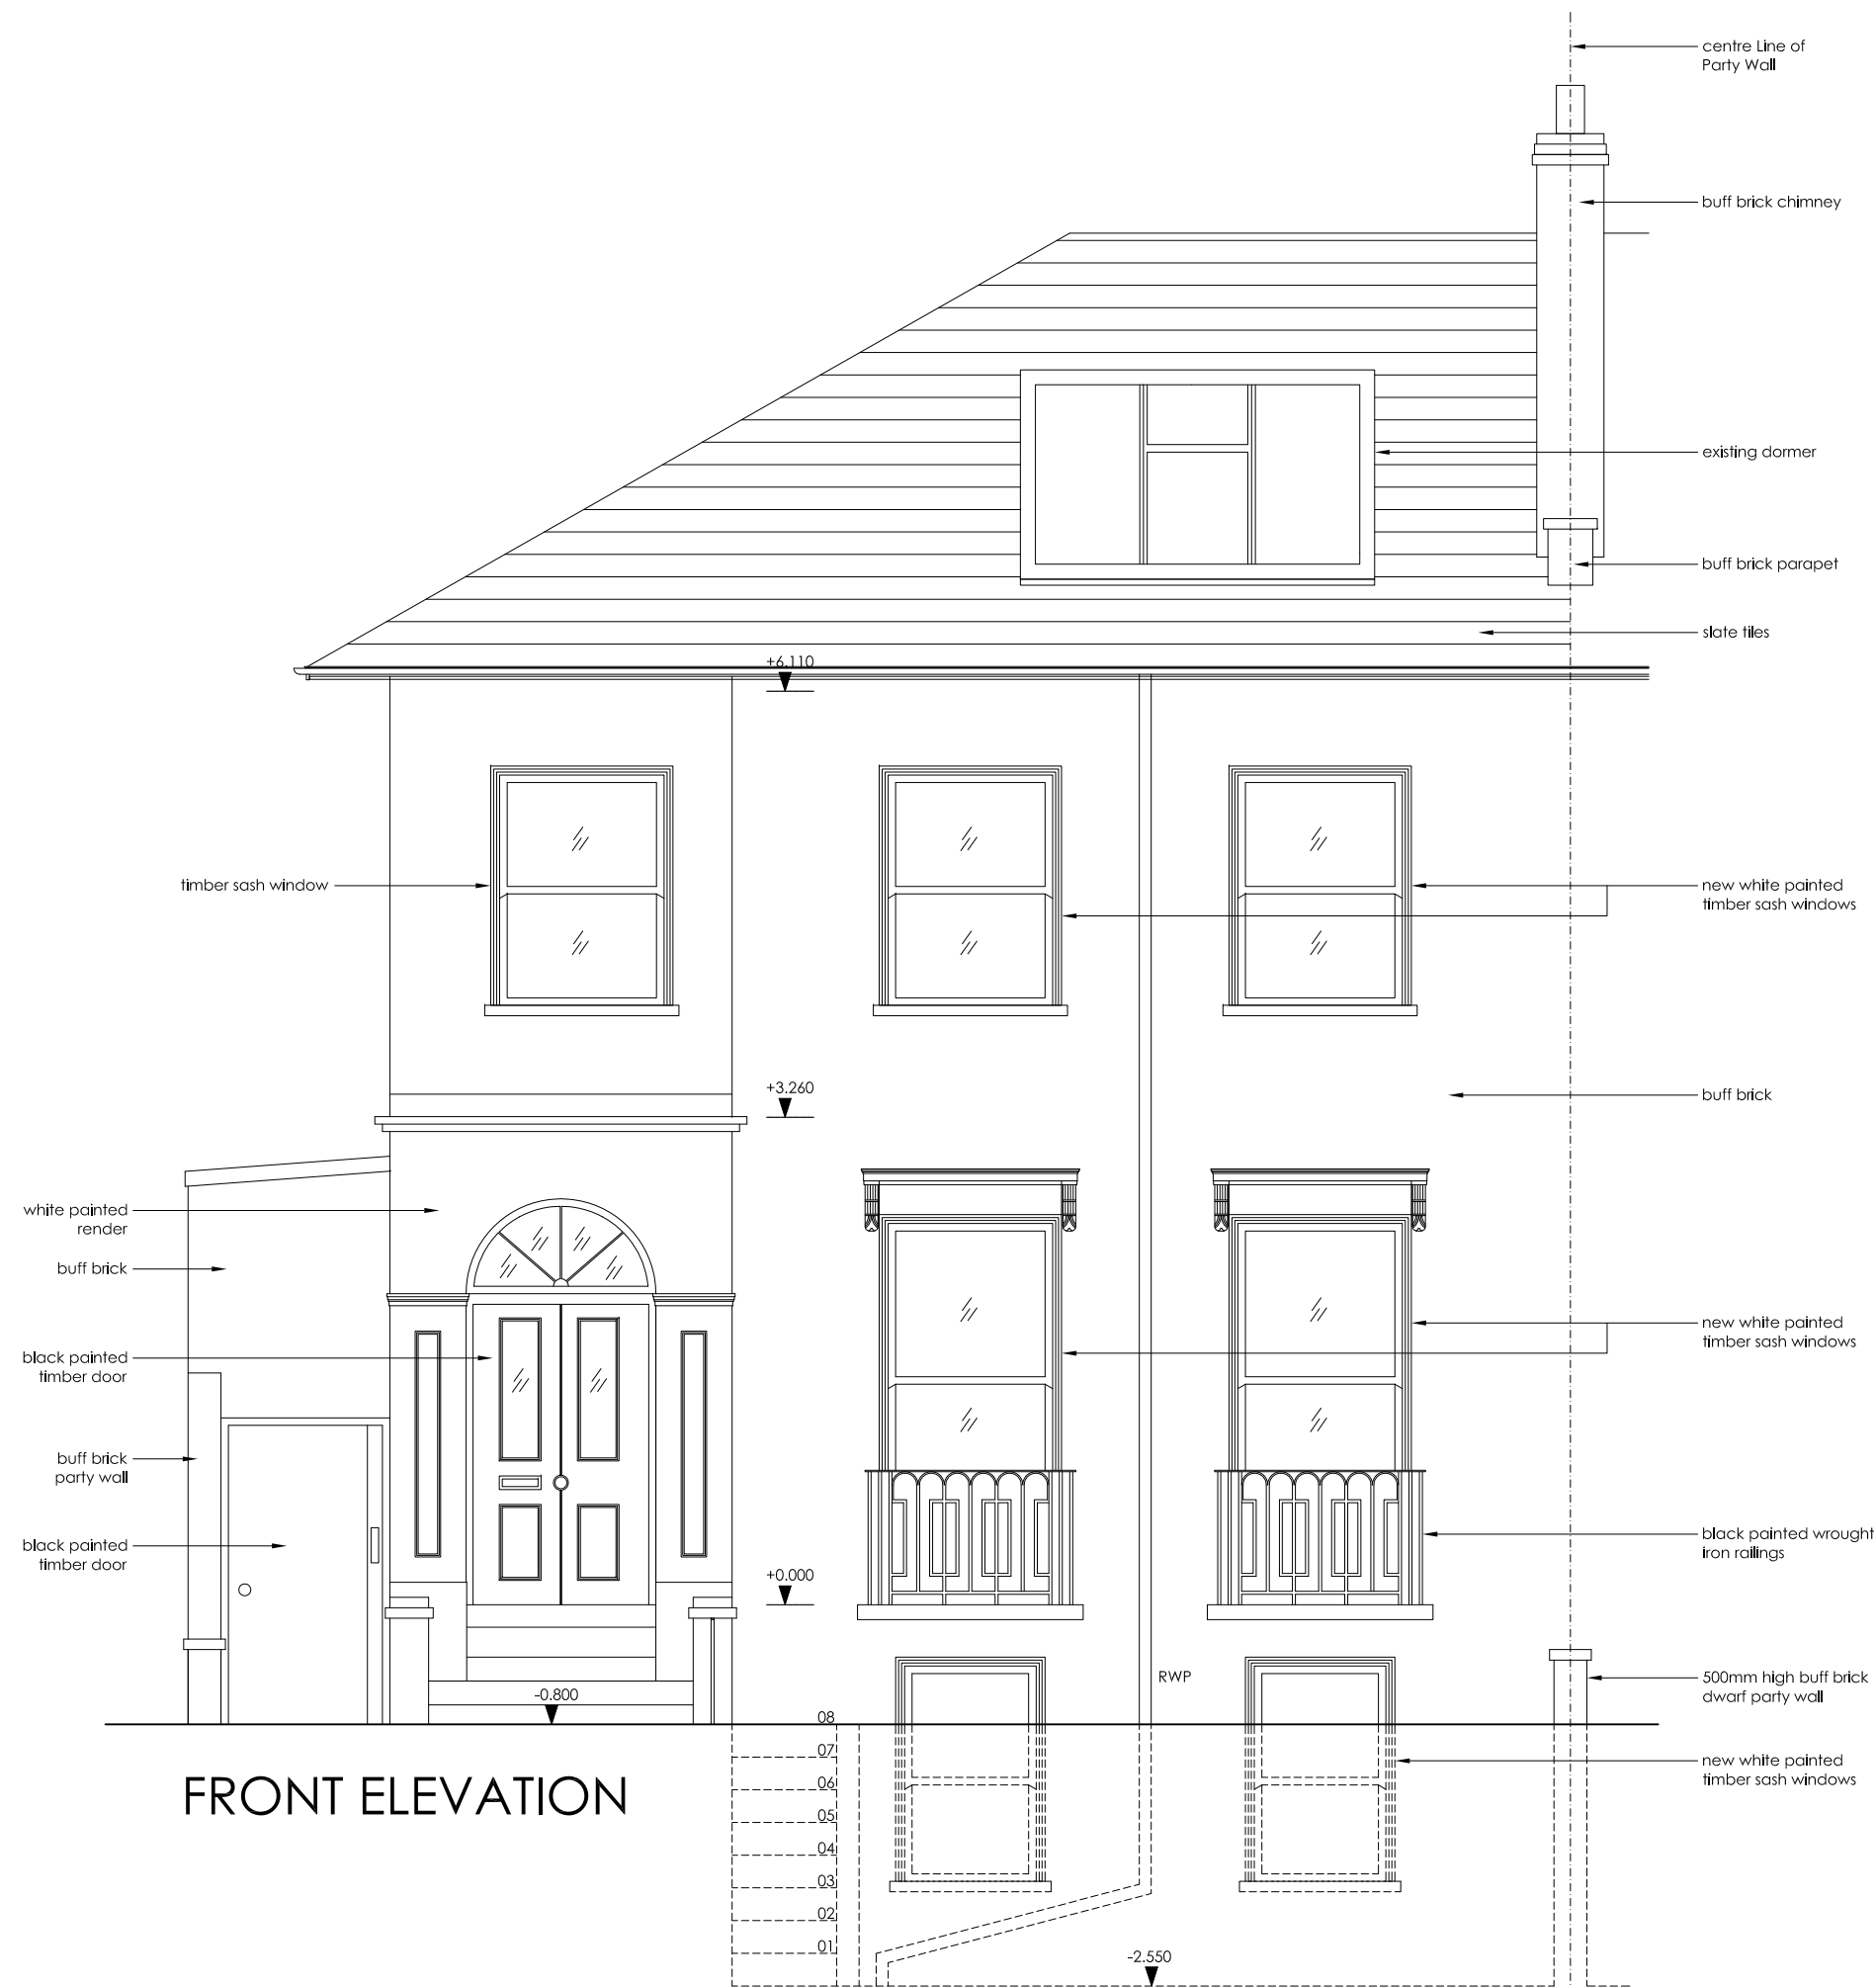 centre Line of
Party Wall
buff brick chimney
existing dormer
buff brick parapet
slate tiles
+6.110
timber sash window
new white painted
timber sash windows
+3.260
buff brick
white painted
render
buff brick
new white painted
timber sash windows
black painted
timber door
buff brick
party wall
black painted wrought
iron railings
black painted
timber door
+0.000
RWP
500mm high buff brick
dwarf party wall
-0.800
08
07
06
05
04
03
02
01
new white painted
timber sash windows
FRONT ELEVATION
-2.550